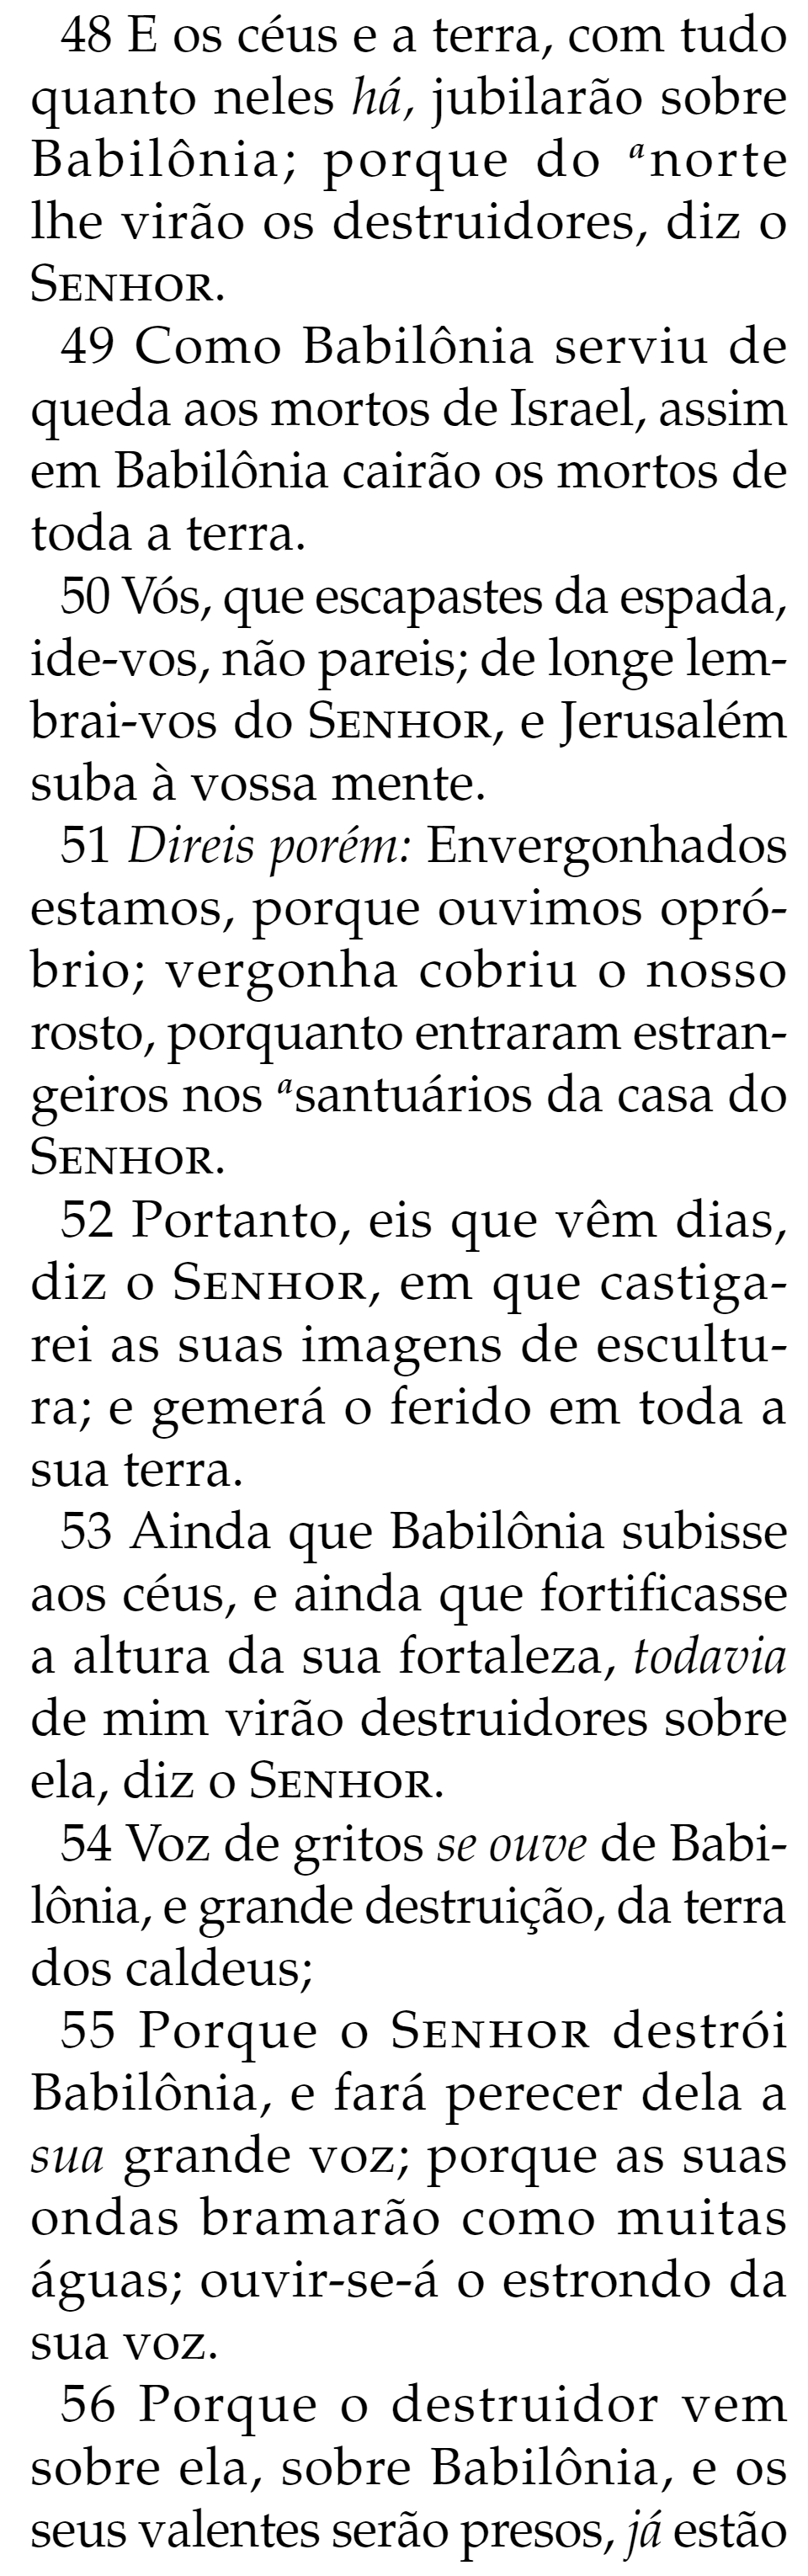 48 E os céus e a terra, com tudo
quanto neles há, jubilarão sobre
Babilônia; porque do ᵃnorte
lhe virão os destruidores, diz o
SENHOR.
49 Como Babilônia serviu de
queda aos mortos de Israel, assim
em Babilônia cairão os mortos de
toda a terra.
50 Vós, que escapastes da espada,
ide-vos, não pareis; de longe lem-
brai-vos do SENHOR, e Jerusalém
suba à vossa mente.
51 Direis porém: Envergonhados
estamos, porque ouvimos opró-
brio; vergonha cobriu o nosso
rosto, porquanto entraram estran-
geiros nos ᵃsantuários da casa do
SENHOR.
52 Portanto, eis que vêm dias,
diz o SENHOR, em que castiga-
rei as suas imagens de escultu-
ra; e gemerá o ferido em toda a
sua terra.
53 Ainda que Babilônia subisse
aos céus, e ainda que fortificasse
a altura da sua fortaleza, todavia
de mim virão destruidores sobre
ela, diz o SENHOR.
54 Voz de gritos se ouve de Babi-
lônia, e grande destruição, da terra
dos caldeus;
55 Porque o SENHOR destrói
Babilônia, e fará perecer dela a
sua grande voz; porque as suas
ondas bramarão como muitas
águas; ouvir-se-á o estrondo da
sua voz.
56 Porque o destruidor vem
sobre ela, sobre Babilônia, e os
seus valentes serão presos, já estão